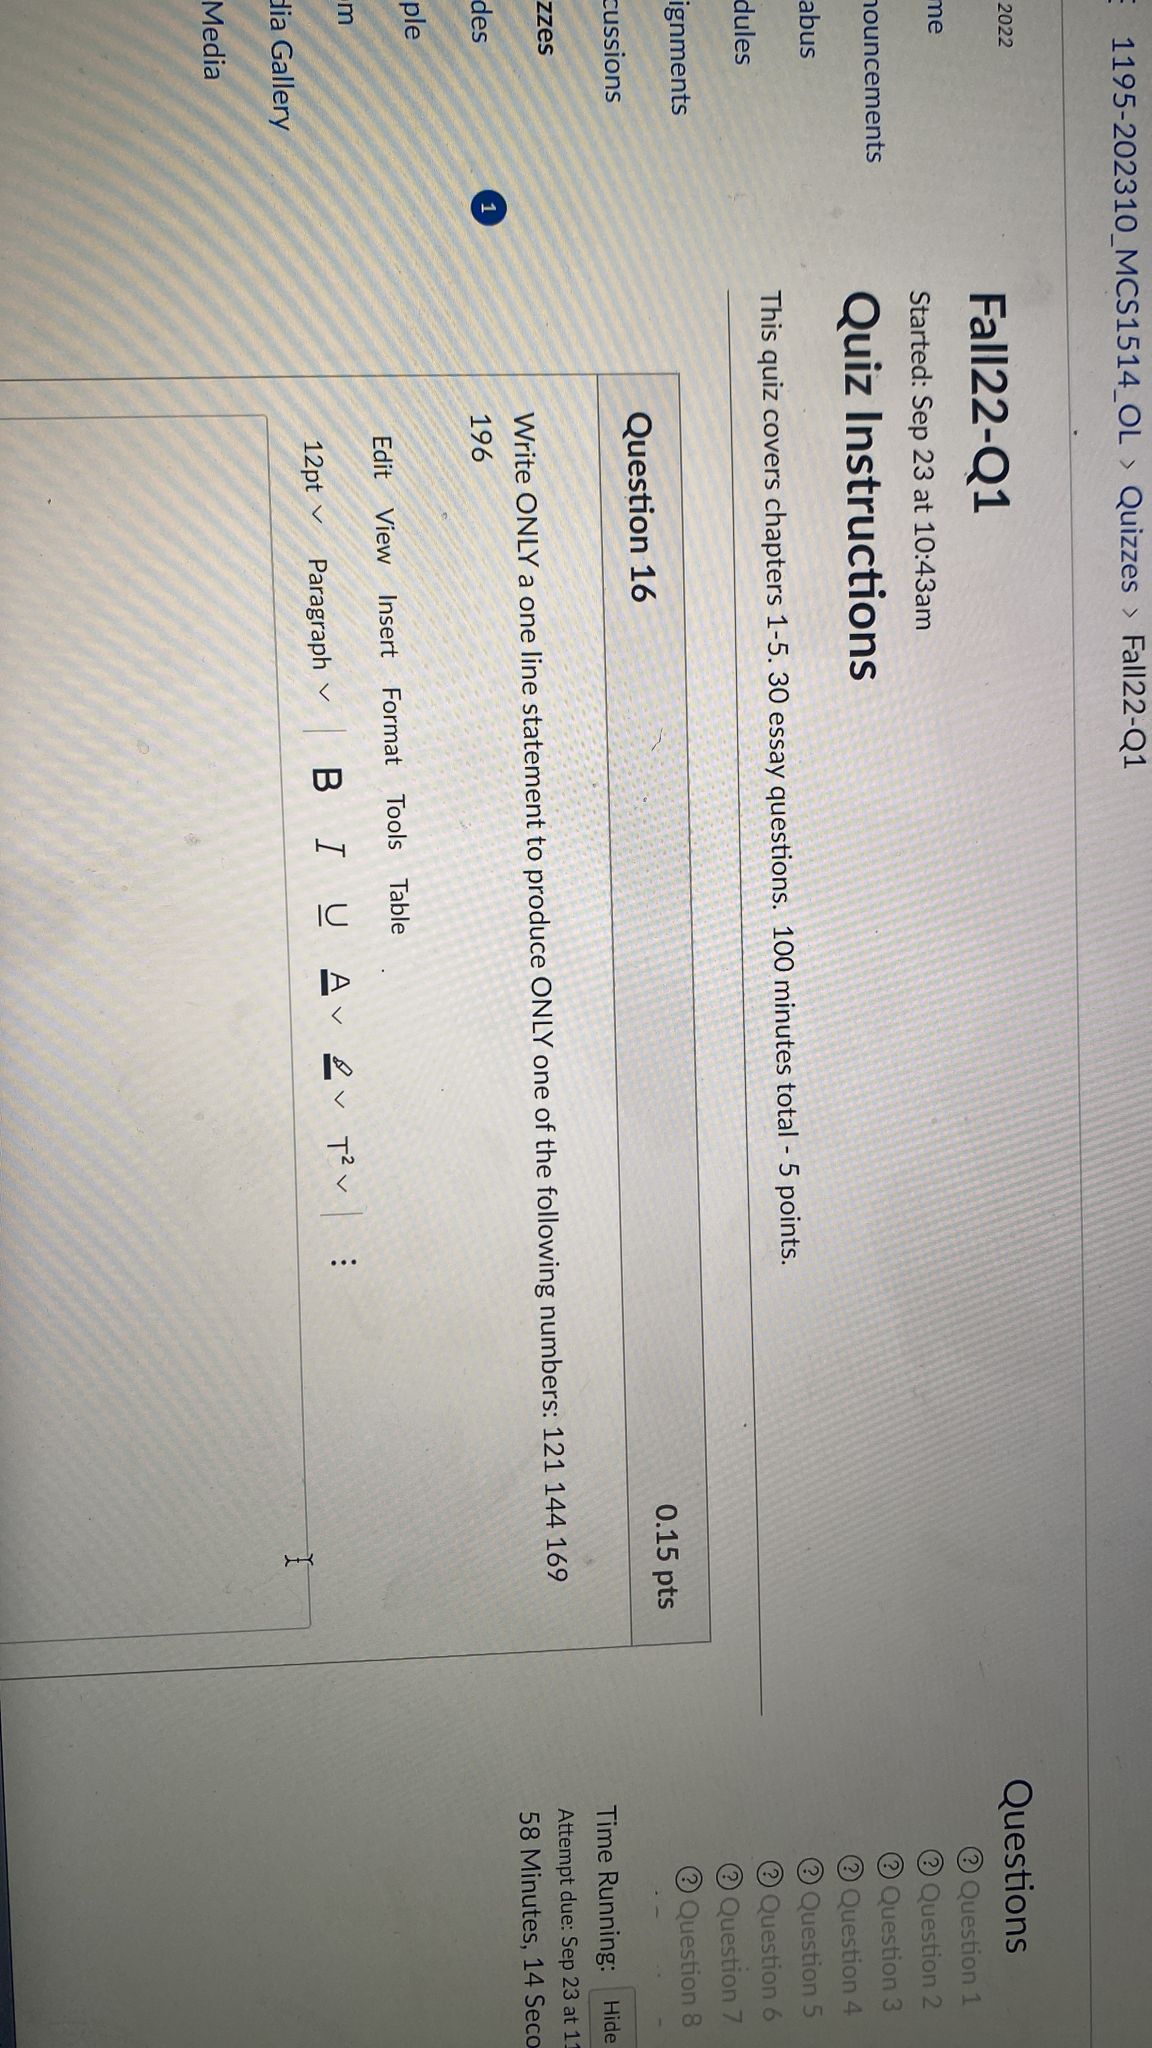 1195-202310_MCS1514_OL > Quizzes > Fall22-Q1
2022
Fall22-Q1
Started: Sep 23 at 10:43am
Quiz Instructions
This quiz covers chapters 1-5. 30 essay questions. 100 minutes total - 5 points.
me
nouncements
abus
dules
ignments
cussions
zzes
des
1
ple
om
dia Gallery
Media
Question 16
0.15 pts
Write ONLY a one line statement to produce ONLY one of the following numbers: 121 144 169
196
Edit View Insert Format Tools Table
12pt Paragraph B I U A T²
Questions
? Question 1
? Question 2
? Question 3
? Question 4
? Question 5
? Question 6
? Question 7
? Question 8
Time Running: Hide
Attempt due: Sep 23 at 11
58 Minutes, 14 Seco